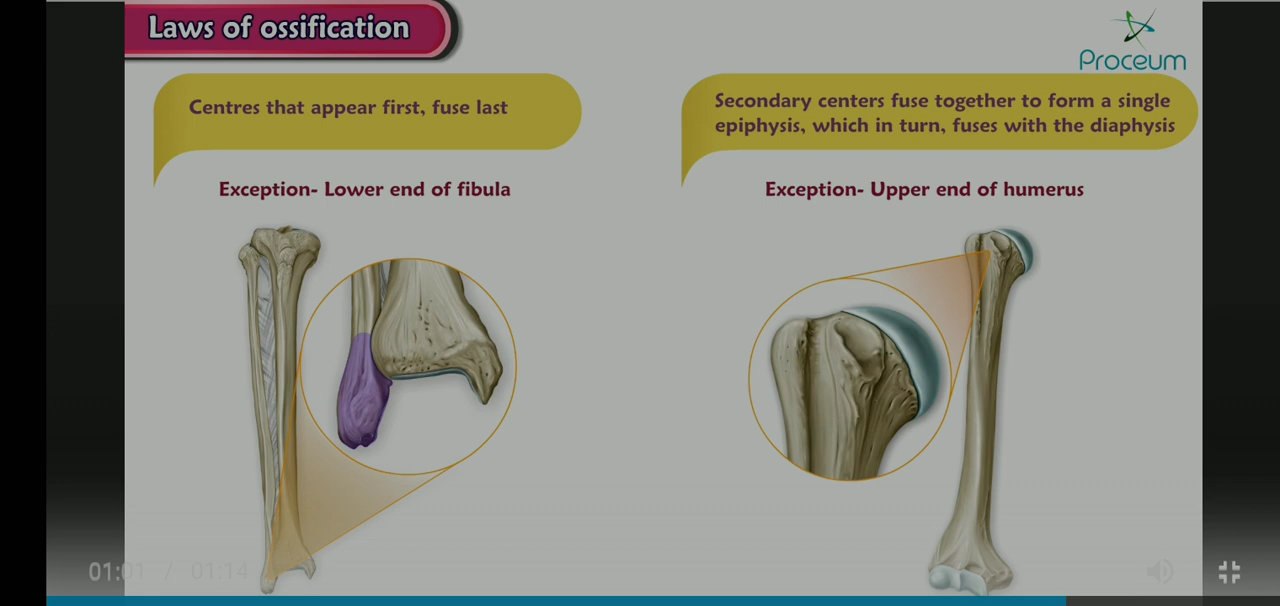 Laws of ossification
Proceum
Centres that appear first, fuse last
Secondary centers fuse together to form a single
epiphysis, which in turn, fuses with the diaphysis
Exception- Lower end of fibula
Exception- Upper end of humerus
01:01 / 01:14